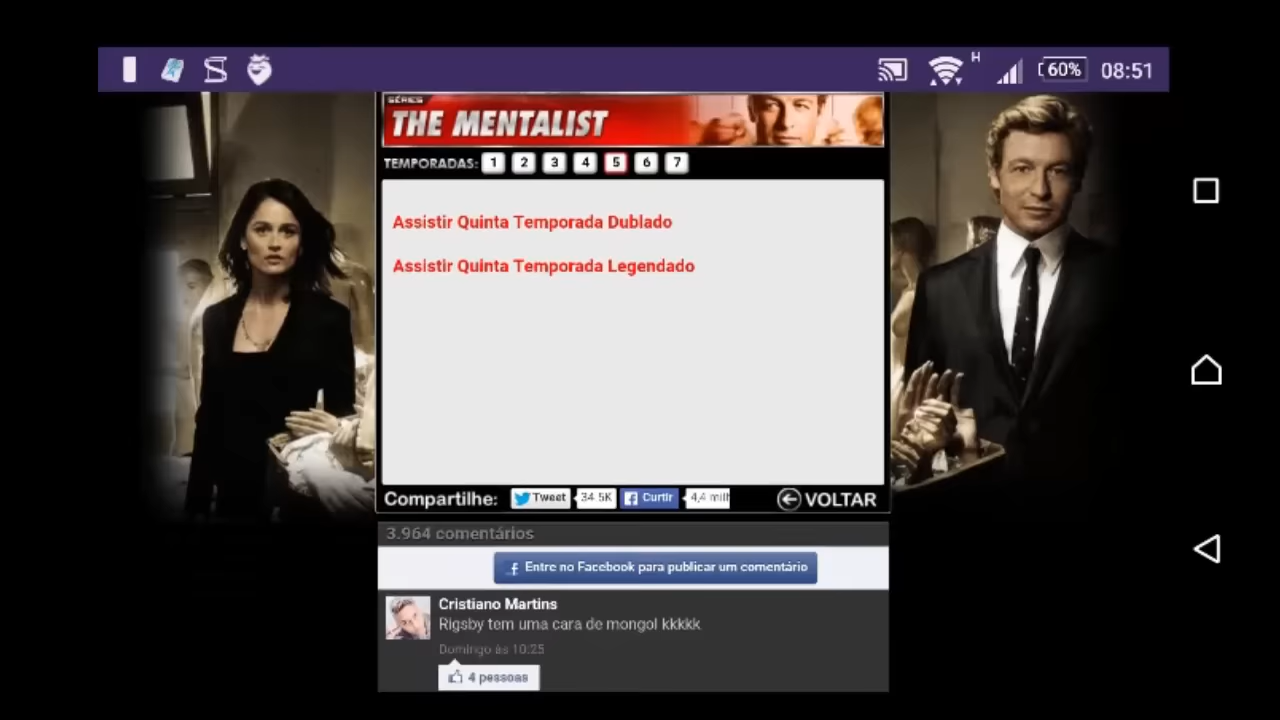 H
60%
08:51
SÉRIES
THE MENTALIST
TEMPORADAS: 1 2 3 4 5 6 7
Assistir Quinta Temporada Dublado
Assistir Quinta Temporada Legendado
Compartilhe: Tweet 34.5K Curtir 4,4 mil VOLTAR
3.964 comentários
Entre no Facebook para publicar um comentário
Cristiano Martins
Rigsby tem uma cara de mongol kkkkk
Domingo às 10:25
4 pessoas